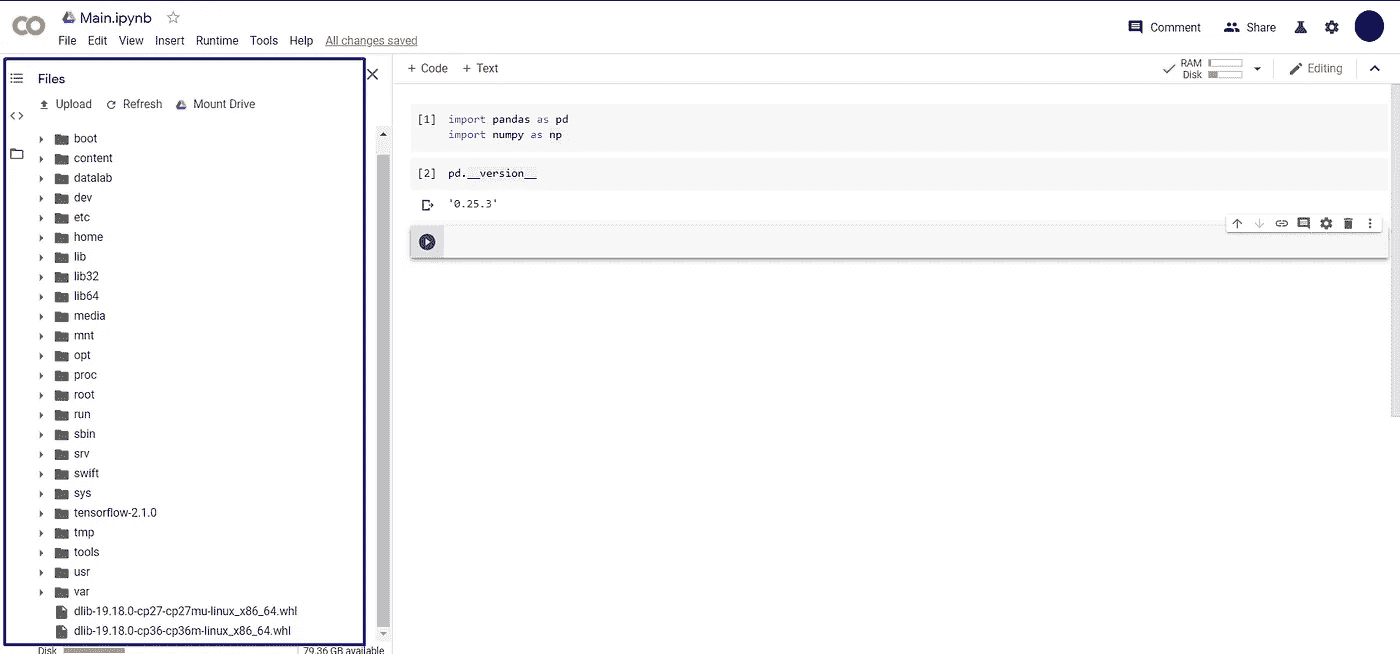 Main.ipynb
File Edit View Insert Runtime Tools Help All changes saved
Comment Share
Files
Upload Refresh Mount Drive
boot
content
datalab
dev
etc
home
lib
lib32
lib64
media
mnt
opt
proc
root
run
sbin
srv
swift
sys
tensorflow-2.1.0
tmp
tools
usr
var
dlib-19.18.0-cp27-cp27mu-linux_x86_64.whl
dlib-19.18.0-cp36-cp36m-linux_x86_64.whl
Disk 79.36 GB available
+ Code + Text
RAM
Disk
Editing
[1] import pandas as pd
import numpy as np
[2] pd.__version__
'0.25.3'